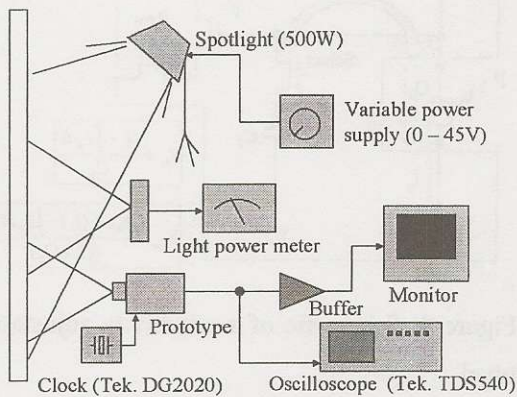 Spotlight (500W)
Variable power
supply (0 – 45V)
Light power meter
Prototype
Buffer
Monitor
Clock (Tek. DG2020)
Oscilloscope (Tek. TDS540)